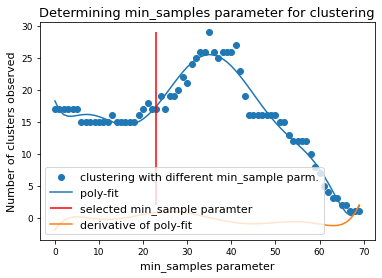 Determining min_samples parameter for clustering
Number of clusters observed
30
25
20
15
10
5
0
clustering with different min_sample parm.
poly-fit
selected min_sample paramter
derivative of poly-fit
0 10 20 30 40 50 60 70
min_samples parameter